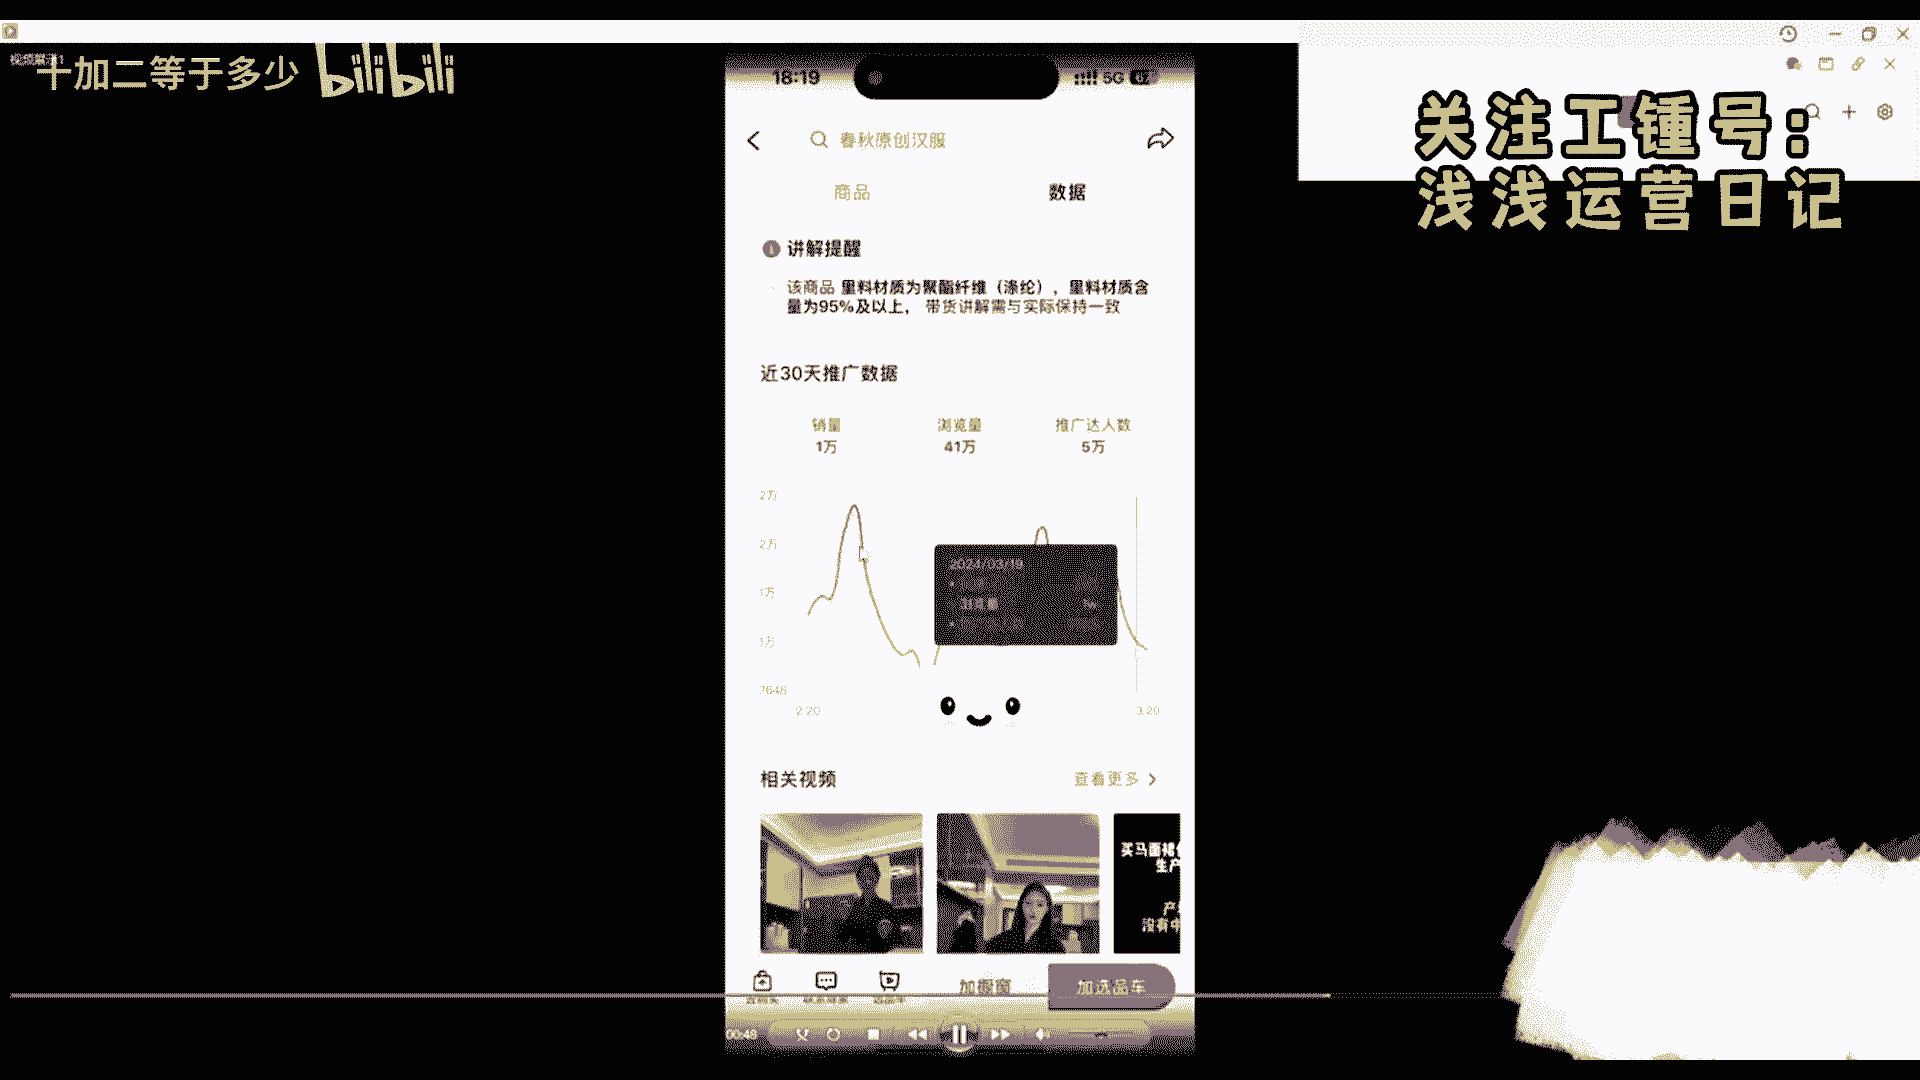 十加二等于多少 bilibili
关注工锺号:
浅浅运营日记
18:19
5G 67
春秋原创汉服
商品 数据
讲解提醒
该商品 里料材质为聚酯纤维（涤纶），里料材质含
量为95%及以上， 带货讲解需与实际保持一致
近30天推广数据
销量 浏览量 推广达人数
1万 41万 5万
2万
2万
1万
1万
7648
2.20 3.20
2024/03/19
浏览量 1w
相关视频 查看更多
买马面裙
生产
产
没有中
加橱窗 加选品车
00:48